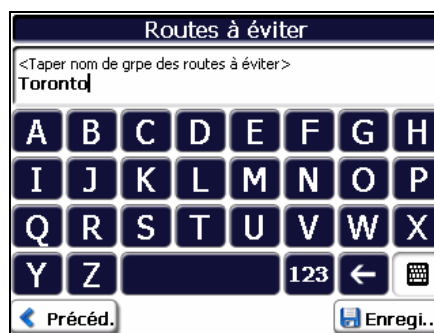 Routes à éviter
<Taper nom de grpe des routes à éviter>
Toronto
A B C D E F G H
I J K L M N O P
Q R S T U V W X
Y Z 123 ←
Précéd. Enregi..